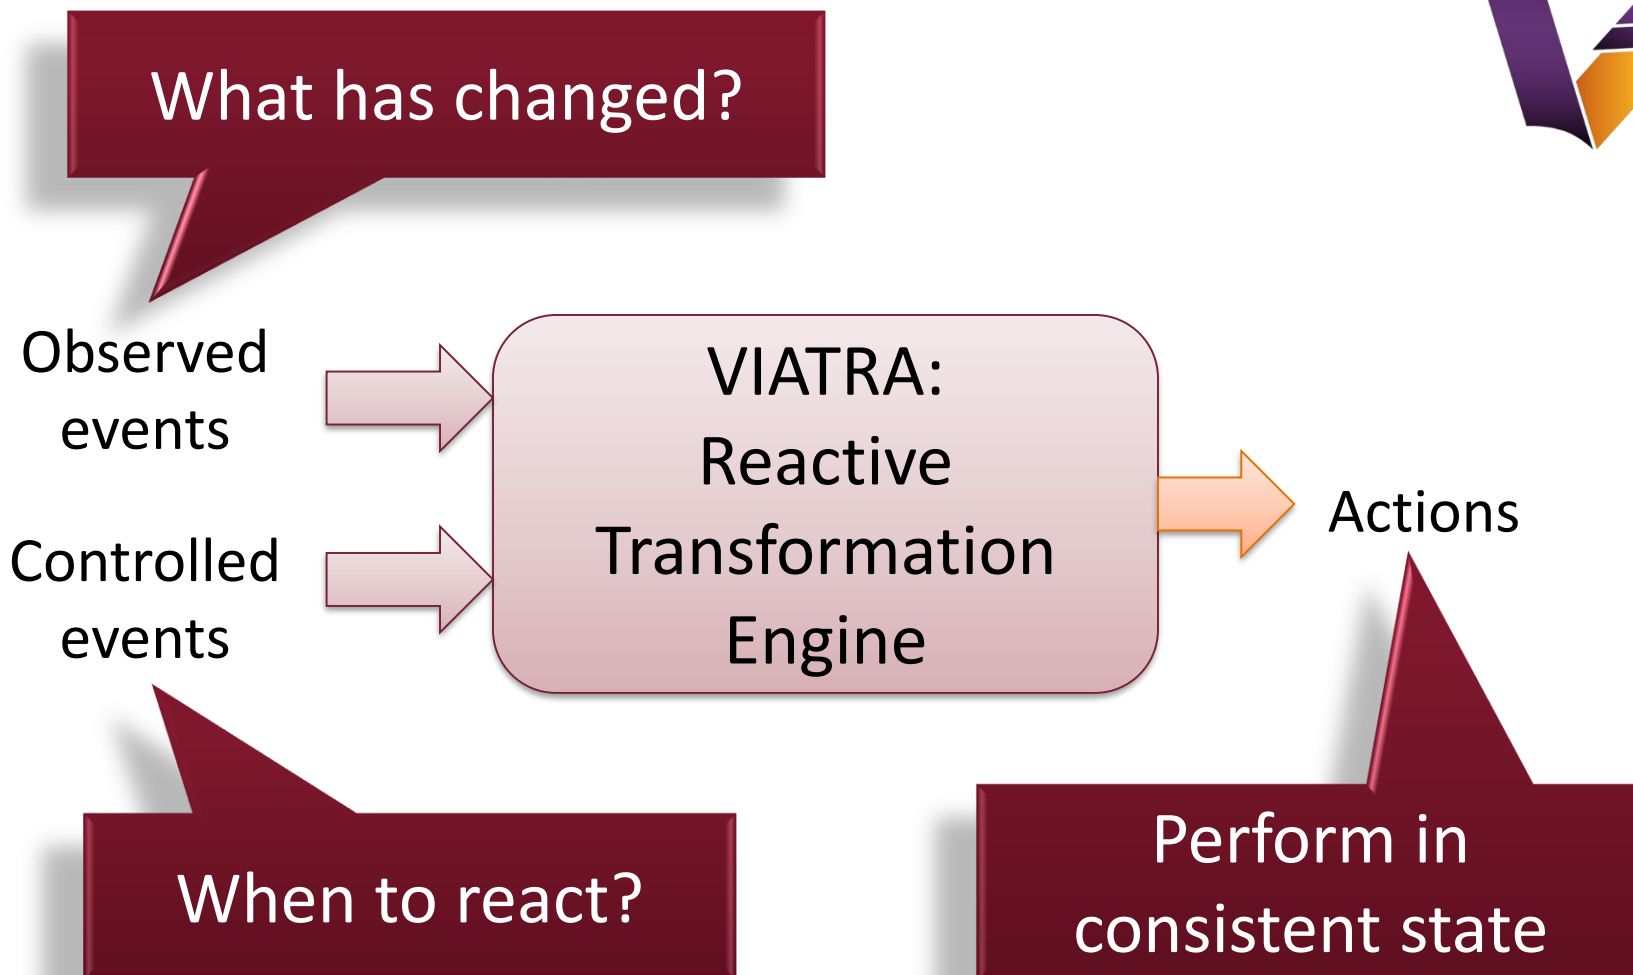 What has changed?
Observed
events
Controlled
events
VIATRA:
Reactive
Transformation
Engine
Actions
When to react?
Perform in
consistent state